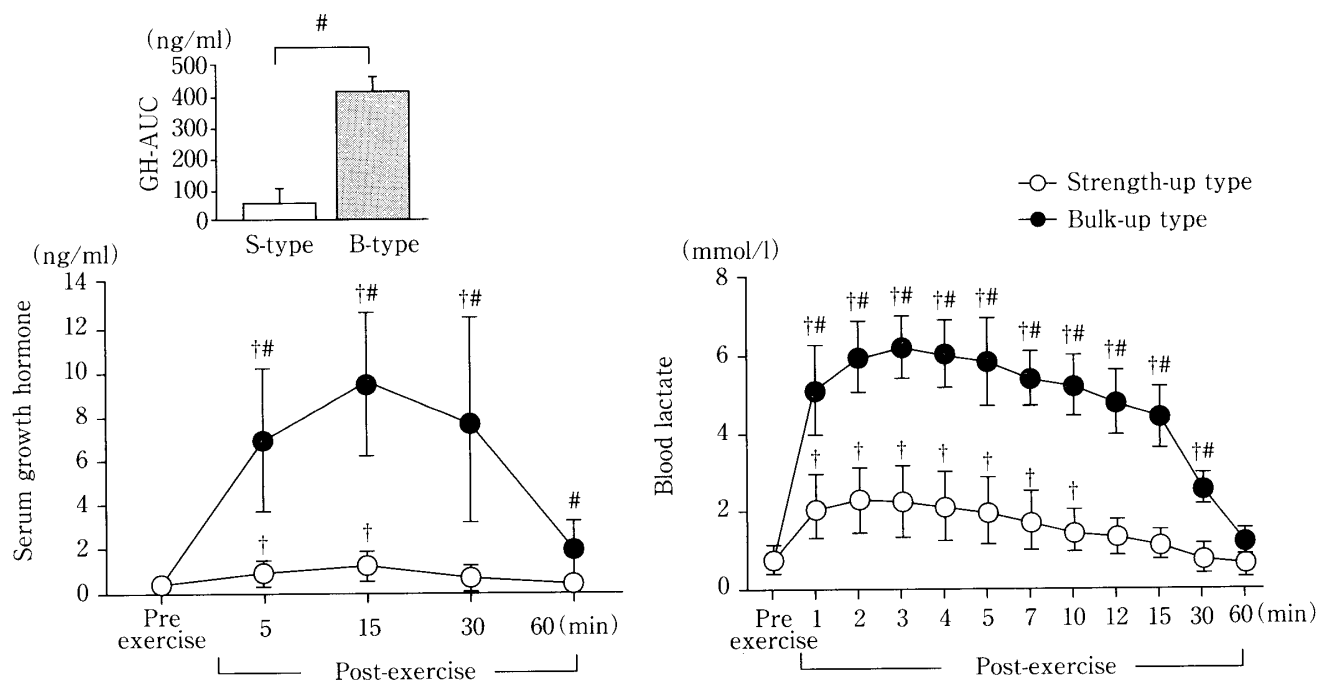 #
(ng/ml)
500
400
300
200
100
0
GH-AUC
S-type B-type
Strength-up type
Bulk-up type
(ng/ml)
14
12
10
8
6
4
2
0
Serum growth hormone
†#
†#
†#
#
†
†
Pre exercise 5 15 30 60 (min)
Post-exercise
(mmol/l)
8
6
4
2
0
Blood lactate
†# †# †# †# †# †# †# †# †# †#
† † † † † † †
Pre exercise 1 2 3 4 5 7 10 12 15 30 60 (min)
Post-exercise